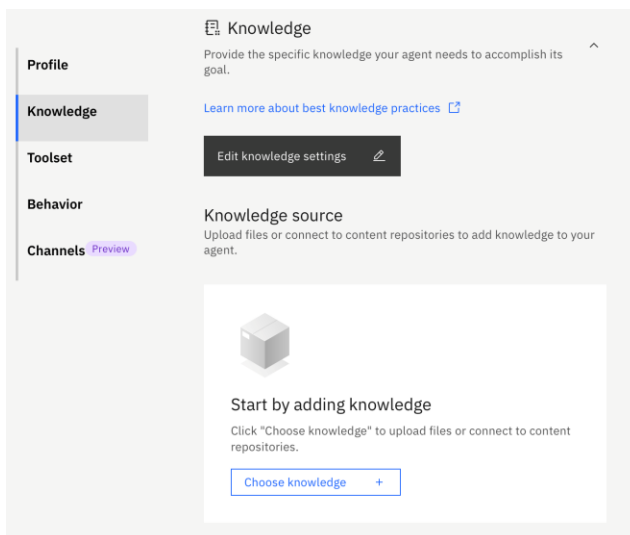 Knowledge
Provide the specific knowledge your agent needs to accomplish its
goal.
Learn more about best knowledge practices
Edit knowledge settings
Profile
Knowledge
Toolset
Behavior
Channels Preview
Knowledge source
Upload files or connect to content repositories to add knowledge to your
agent.
Start by adding knowledge
Click "Choose knowledge" to upload files or connect to content
repositories.
Choose knowledge +